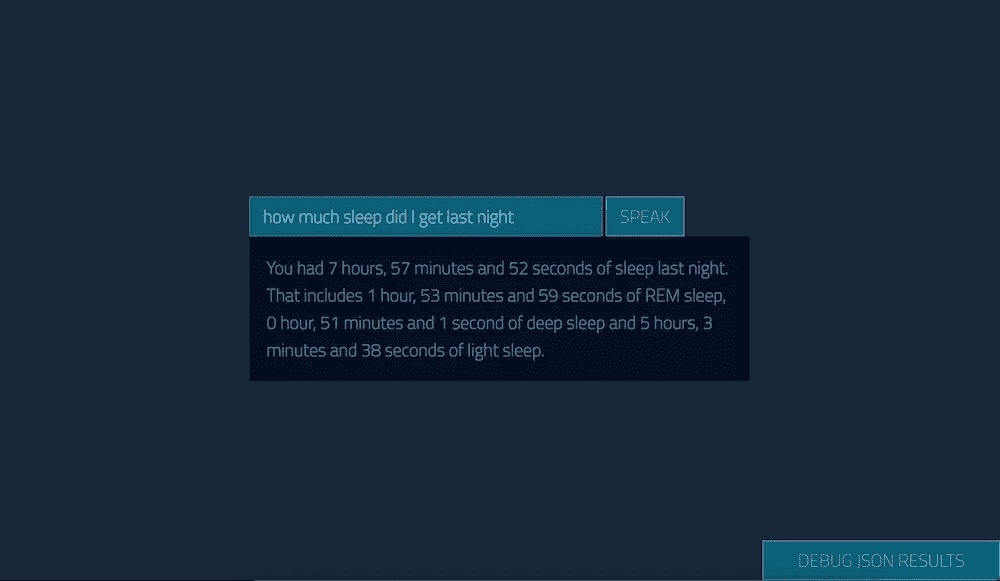 how much sleep did I get last night
SPEAK
You had 7 hours, 57 minutes and 52 seconds of sleep last night.
That includes 1 hour, 53 minutes and 59 seconds of REM sleep,
0 hour, 51 minutes and 1 second of deep sleep and 5 hours, 3
minutes and 38 seconds of light sleep.
DEBUG JSON RESULTS